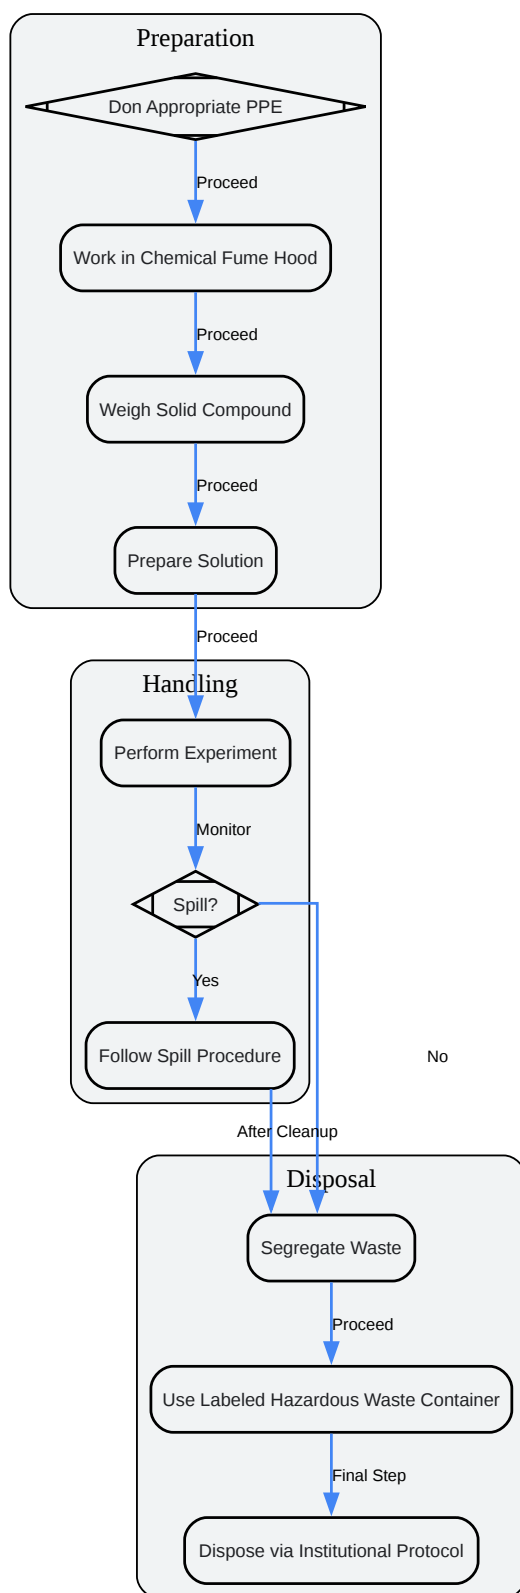 Preparation
Don Appropriate PPE
Proceed
Work in Chemical Fume Hood
Proceed
Weigh Solid Compound
Proceed
Prepare Solution
Proceed
Handling
Perform Experiment
Monitor
Spill?
Yes
Follow Spill Procedure
No
After Cleanup
Disposal
Segregate Waste
Proceed
Use Labeled Hazardous Waste Container
Final Step
Dispose via Institutional Protocol